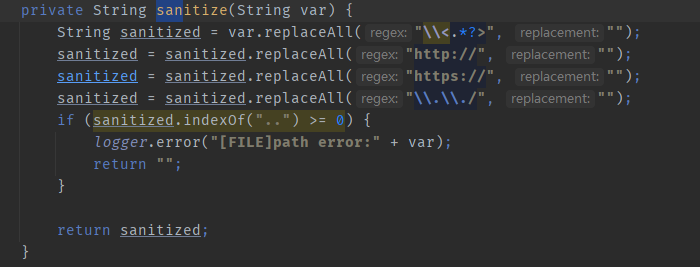 private String sanitize(String var) {
String sanitized = var.replaceAll( regex: "\\<.*?>", replacement: "");
sanitized = sanitized.replaceAll( regex: "http://", replacement: "");
sanitized = sanitized.replaceAll( regex: "https://", replacement: "");
sanitized = sanitized.replaceAll( regex: "\\.\\./", replacement: "");
if (sanitized.indexOf("..") >= 0) {
logger.error("[FILE]path error:" + var);
return "";
}
return sanitized;
}